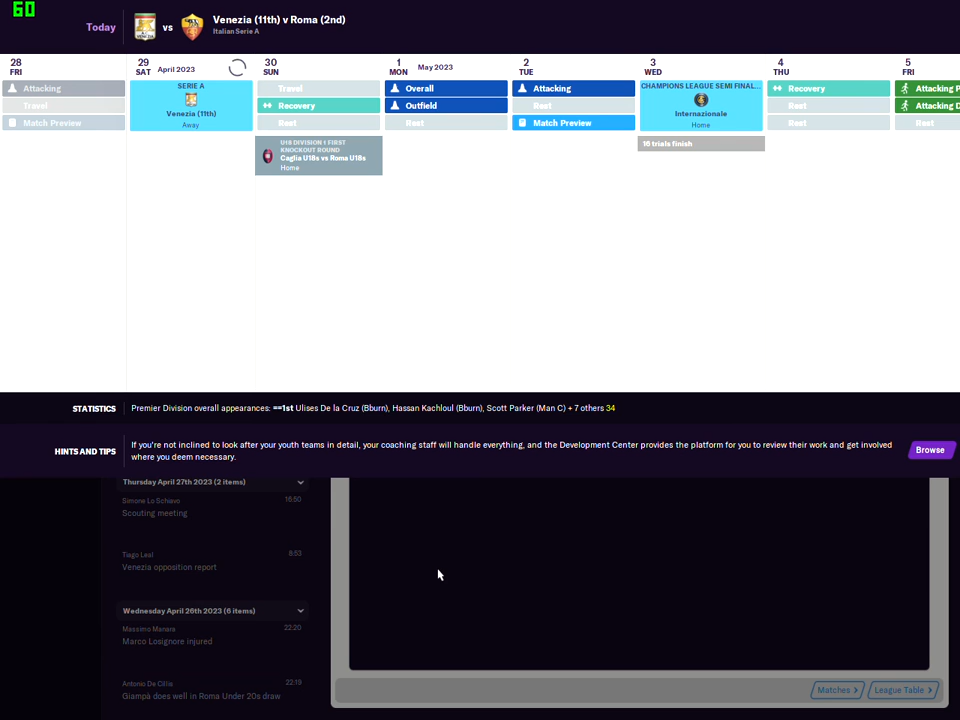 60
Today
vs
Venezia (11th) v Roma (2nd)
Italian Serie A
28
FRI
29
SAT April 2023
30
SUN
1
MON May 2023
2
TUE
3
WED
4
THU
5
FRI
Attacking
Travel
Match Preview
SERIE A
Venezia (11th)
Away
Travel
Recovery
Rest
U18 DIVISION 1 FIRST
KNOCKOUT ROUND
Caglia U18s vs Roma U18s
Home
Overall
Outfield
Rest
Attacking
Rest
Match Preview
CHAMPIONS LEAGUE SEMI FINAL...
Internazionale
Home
16 trials finish
Recovery
Rest
Rest
Attacking P
Attacking D
Rest
STATISTICS
Premier Division overall appearances: ==1st Ulises De la Cruz (Bburn), Hassan Kachloul (Bburn), Scott Parker (Man C) + 7 others 34
HINTS AND TIPS
If you're not inclined to look after your youth teams in detail, your coaching staff will handle everything, and the Development Center provides the platform for you to review their work and get involved
where you deem necessary.
Browse
Thursday April 27th 2023 (2 items)
Simone Lo Schiavo 16:50
Scouting meeting
Tiago Leal 8:53
Venezia opposition report
Wednesday April 26th 2023 (6 items)
Massimo Manara 22:20
Marco Losignore injured
Antonio De Cillis 22:19
Giampà does well in Roma Under 20s draw
Matches >
League Table >